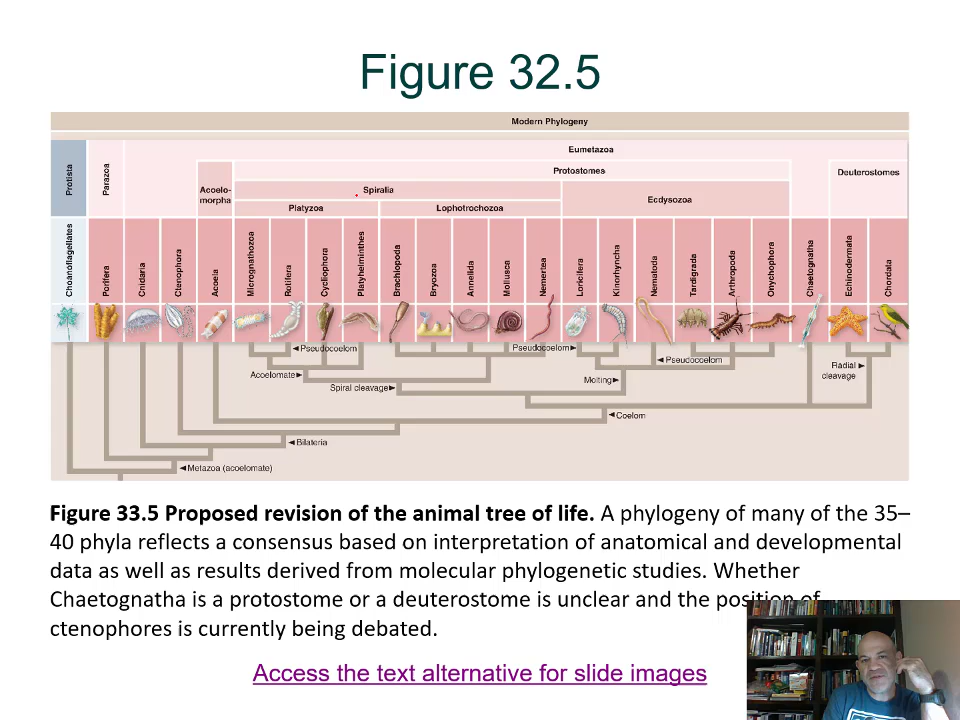 Figure 32.5
Modern Phylogeny
Eumetazoa
Protista
Parazoa
Protostomes
Deuterostomes
Acoelo-
morpha
Spiralia
Ecdysozoa
Platyzoa
Lophotrochozoa
Choanoflagellates
Porifera
Cnidaria
Ctenophora
Acoela
Micrognathozoa
Rotifera
Cycliophora
Platyhelminthes
Brachiopoda
Bryozoa
Annelida
Mollusca
Nemertea
Loricifera
Kinorhyncha
Nematoda
Tardigrada
Arthropoda
Onychophora
Chaetognatha
Echinodermata
Chordata
◄Pseudocoelom
Pseudocoelom►
◄Pseudocoelom
Radial►
cleavage
Acoelomate►
Spiral cleavage►
Molting►
◄Coelom
◄Bilateria
◄Metazoa (acoelomate)
Figure 33.5 Proposed revision of the animal tree of life. A phylogeny of many of the 35–
40 phyla reflects a consensus based on interpretation of anatomical and developmental
data as well as results derived from molecular phylogenetic studies. Whether
Chaetognatha is a protostome or a deuterostome is unclear and the position of
ctenophores is currently being debated.
Access the text alternative for slide images